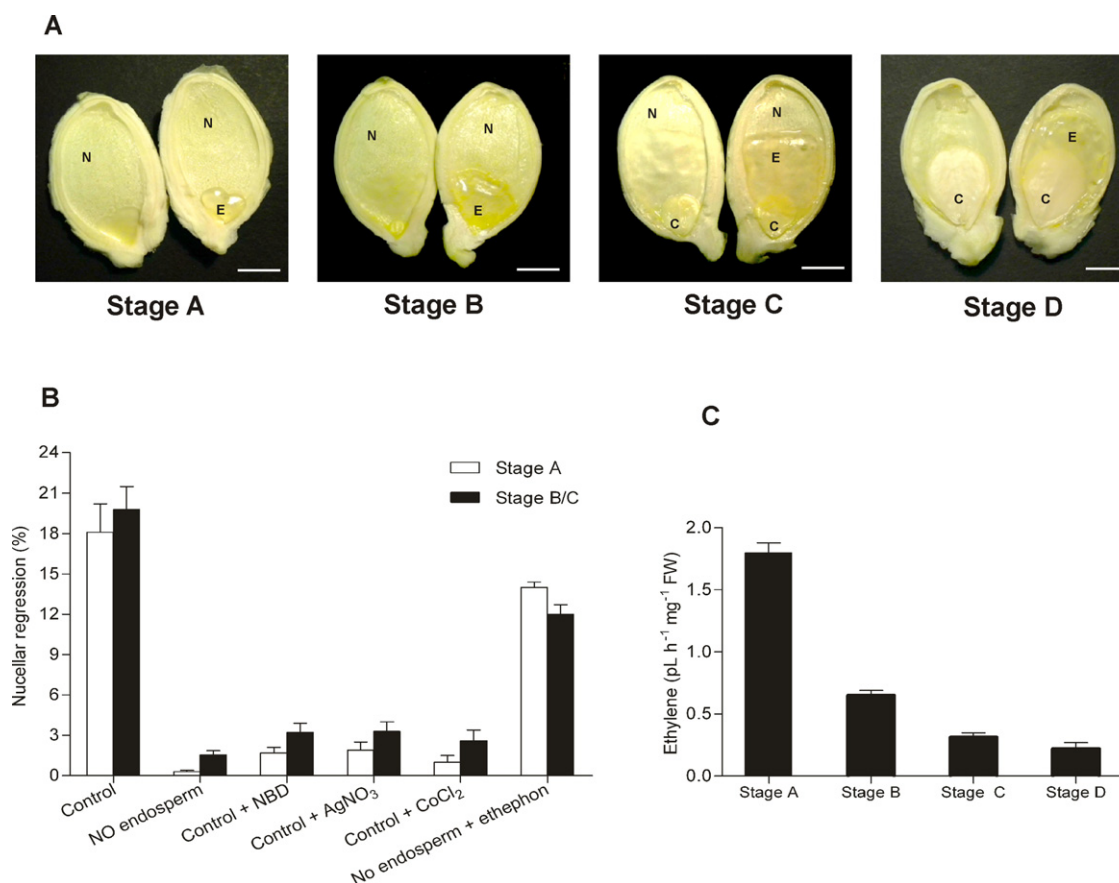 A
N
N
E
Stage A
N
N
E
Stage B
N
N
E
C
C
Stage C
E
C
C
Stage D
B
24
21
18
15
12
9
6
3
0
Nucellar regression (%)
Stage A
Stage B/C
Control
NO endosperm
Control + NBD
Control + AgNO₃
Control + CoCl₂
No endosperm + ethephon
C
2.0
1.5
1.0
0.5
0.0
Ethylene (pL h⁻¹ mg⁻¹ FW)
Stage A
Stage B
Stage C
Stage D